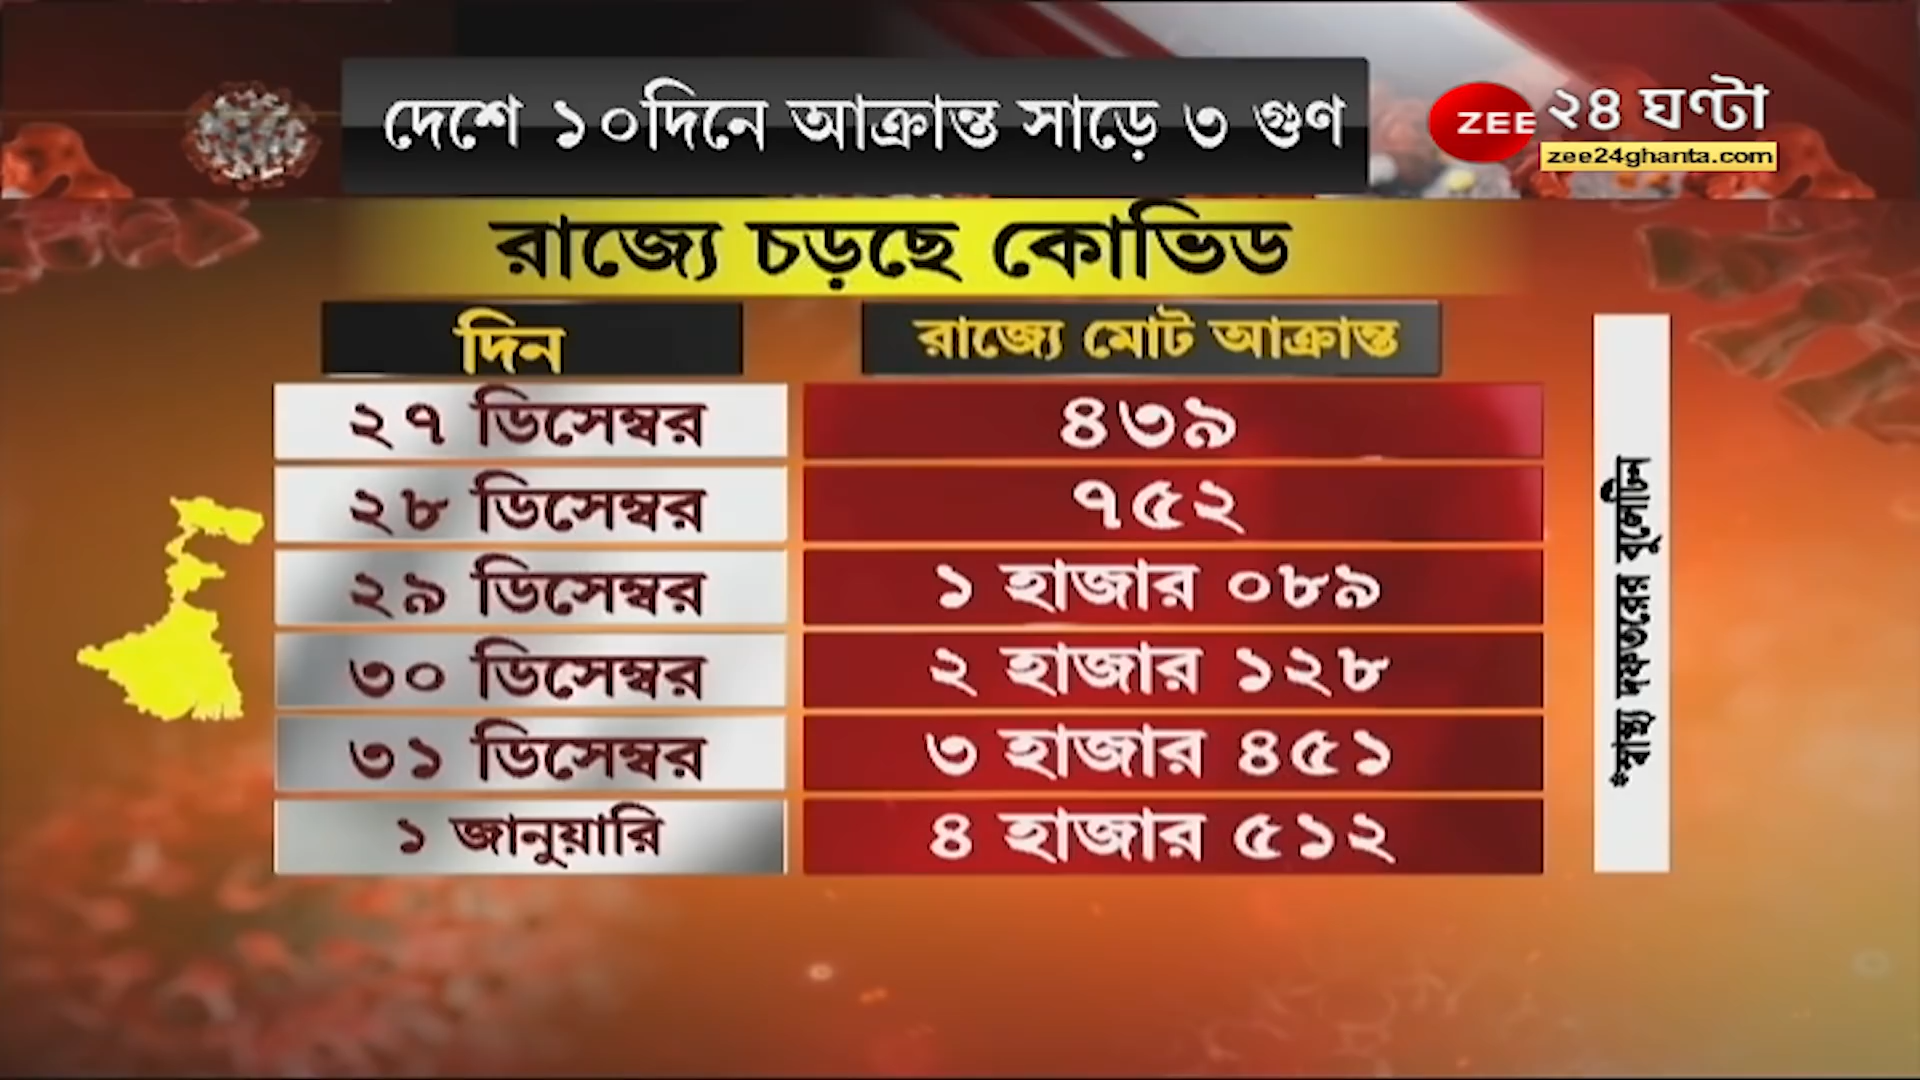 দেশে ১০দিনে আক্রান্ত সাড়ে ৩ গুণ
ZEE ২৪ ঘণ্টা
zee24ghanta.com
রাজ্যে চড়ছে কোভিড
দিন রাজ্যে মোট আক্রান্ত
২৭ ডিসেম্বর ৪৩৯
২৮ ডিসেম্বর ৭৫২
২৯ ডিসেম্বর ১ হাজার ০৮৯
৩০ ডিসেম্বর ২ হাজার ১২৮
৩১ ডিসেম্বর ৩ হাজার ৪৫১
১ জানুয়ারি ৪ হাজার ৫১২
*স্বাস্থ্য দফতরের বুলেটিন